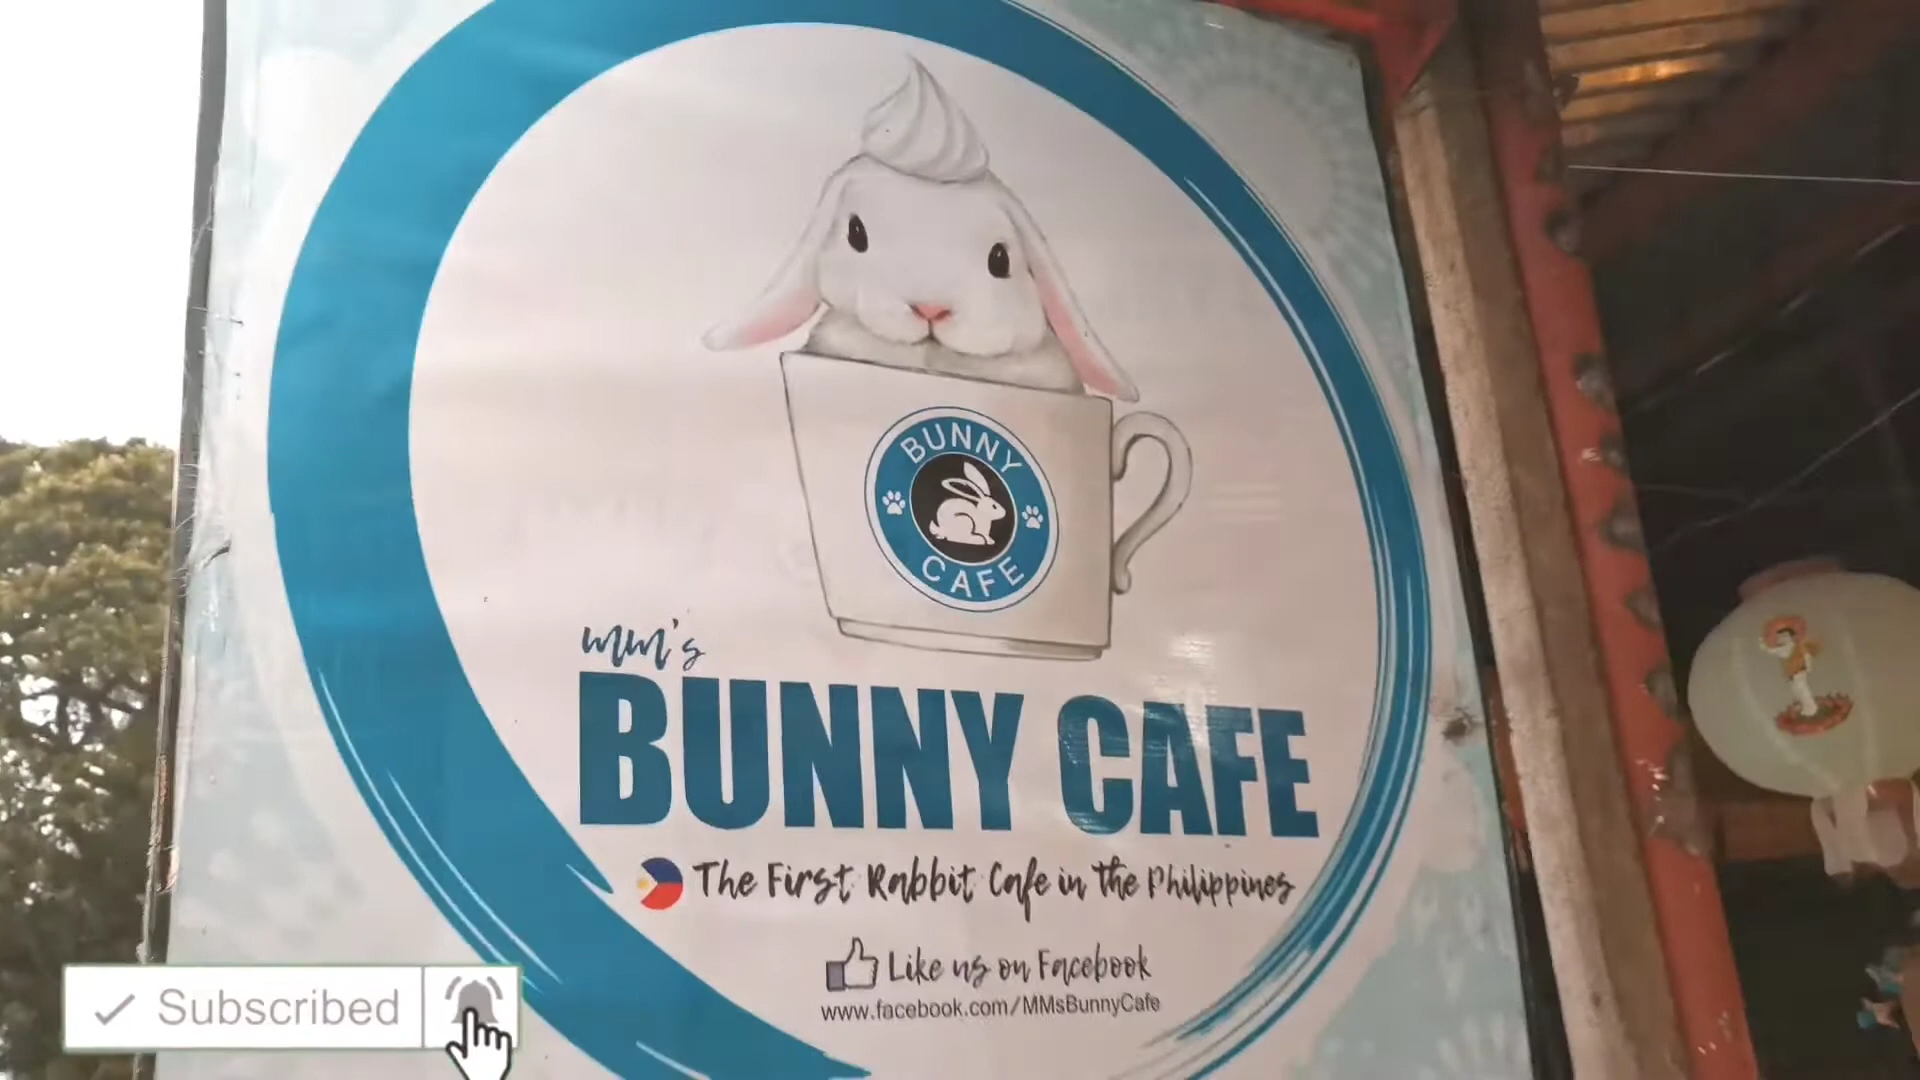 BUNNY
CAFE
MM's
BUNNY CAFE
The First Rabbit Cafe in the Philippines
Like us on Facebook
www.facebook.com/MMsBunnyCafe
Subscribed